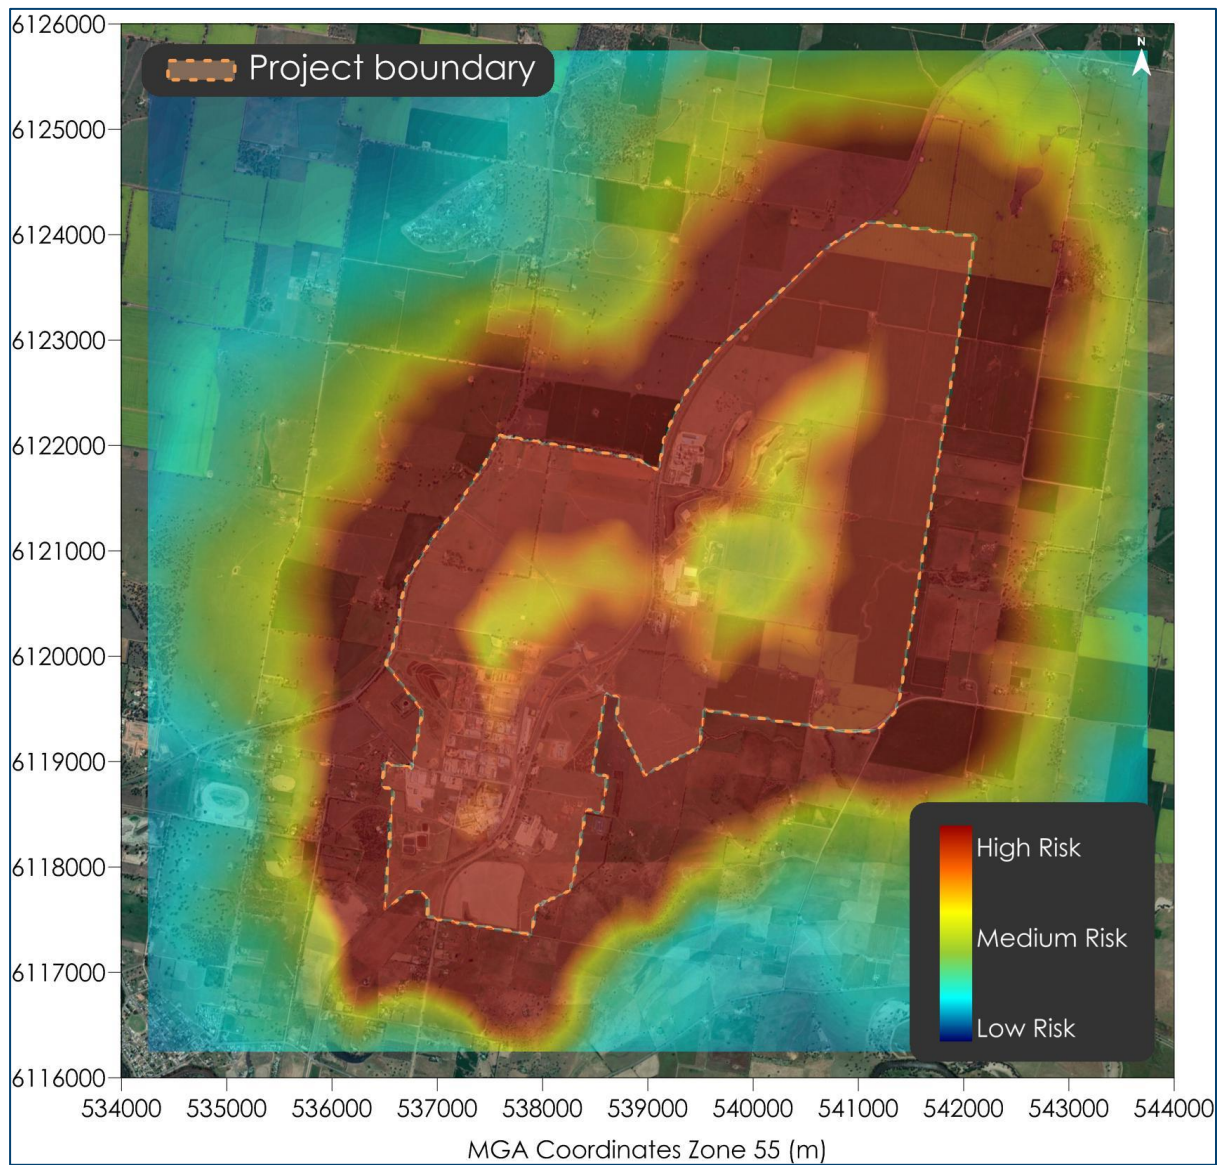 6126000
Project boundary
N
6125000
6124000
6123000
6122000
6121000
6120000
6119000
6118000
6117000
6116000
High Risk
Medium Risk
Low Risk
534000 535000 536000 537000 538000 539000 540000 541000 542000 543000 544000
MGA Coordinates Zone 55 (m)